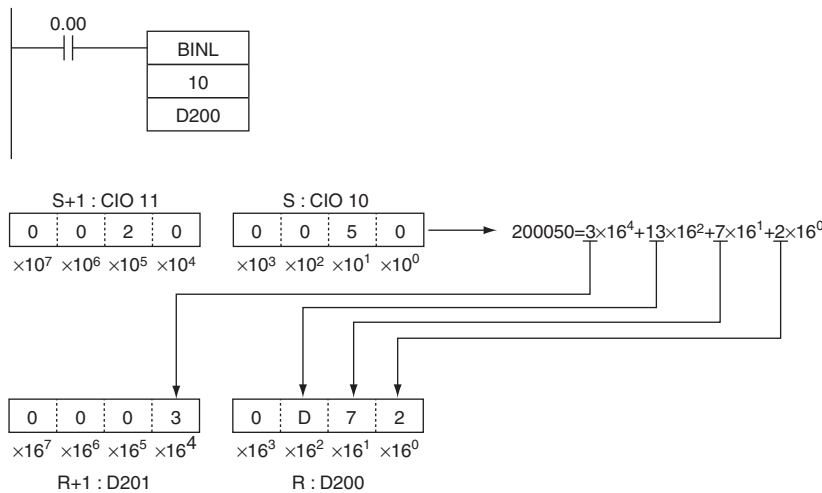 0.00
BINL
10
D200
S+1 : CIO 11 S : CIO 10
0 0 2 0 0 0 5 0 200050=3×16⁴+13×16²+7×16¹+2×16⁰
×10⁷ ×10⁶ ×10⁵ ×10⁴ ×10³ ×10² ×10¹ ×10⁰
0 0 0 3 0 D 7 2
×16⁷ ×16⁶ ×16⁵ ×16⁴ ×16³ ×16² ×16¹ ×16⁰
R+1 : D201 R : D200